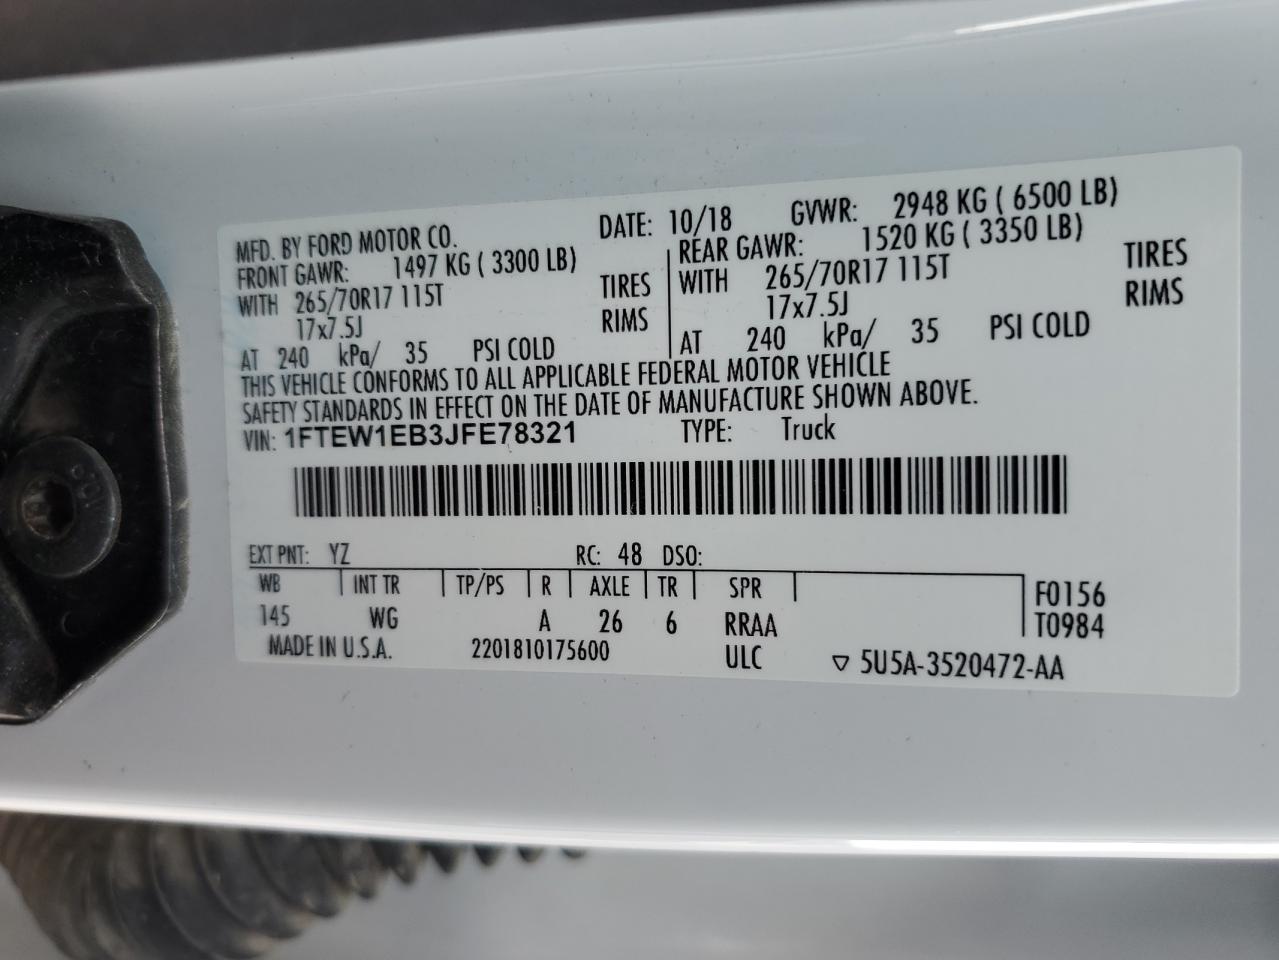 MFD. BY FORD MOTOR CO. DATE: 10/18 GVWR: 2948 KG ( 6500 LB)
FRONT GAWR: 1497 KG ( 3300 LB) REAR GAWR: 1520 KG ( 3350 LB)
WITH 265/70R17 115T TIRES WITH 265/70R17 115T TIRES
17x7.5J RIMS 17x7.5J RIMS
AT 240 kPa/ 35 PSI COLD AT 240 kPa/ 35 PSI COLD
THIS VEHICLE CONFORMS TO ALL APPLICABLE FEDERAL MOTOR VEHICLE
SAFETY STANDARDS IN EFFECT ON THE DATE OF MANUFACTURE SHOWN ABOVE.
VIN: 1FTEW1EB3JFE78321 TYPE: Truck
EXT PNT: YZ RC: 48 DSO:
WB INT TR TP/PS R AXLE TR SPR F0156
145 WG A 26 6 RRAA T0984
MADE IN U.S.A. 2201810175600 ULC ▽ 5U5A-3520472-AA